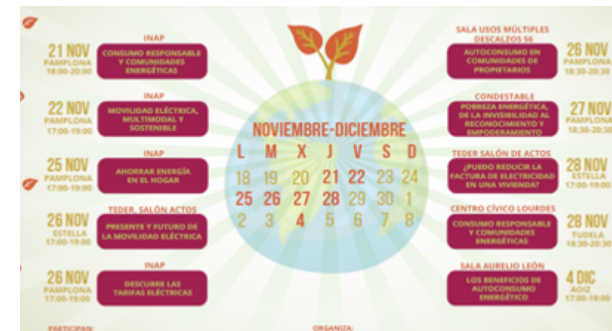 INAP
21 NOV
PAMPLONA
18:00-20:00
CONSUMO RESPONSABLE
Y COMUNIDADES
ENERGÉTICAS
INAP
22 NOV
PAMPLONA
17:00-19:00
MOVILIDAD ELÉCTRICA,
MULTIMODAL Y
SOSTENIBLE
INAP
25 NOV
PAMPLONA
17:00-19:00
AHORRAR ENERGÍA
EN EL HOGAR
TEDER, SALÓN ACTOS
26 NOV
ESTELLA
17:00-19:00
PRESENTE Y FUTURO DE
LA MOVILIDAD ELÉCTRICA
INAP
26 NOV
PAMPLONA
17:00-19:00
DESCUBRE LAS
TARIFAS ELÉCTRICAS
NOVIEMBRE-DICIEMBRE
L M X J V S D
18 19 20 21 22 23 24
25 26 27 28 29 30 1
2 3 4 5 6 7 8
SALA USOS MÚLTIPLES
DESCALZOS 56
AUTOCONSUMO EN
COMUNIDADES DE
PROPIETARIOS
26 NOV
PAMPLONA
18:30-20:30
CONDESTABLE
POBREZA ENERGÉTICA,
DE LA INVISIBILIDAD AL
RECONOCIMIENTO Y
EMPODERAMIENTO
27 NOV
PAMPLONA
18:30-20:30
TEDER SALÓN DE ACTOS
¿PUEDO REDUCIR LA
FACTURA DE ELECTRICIDAD
EN UNA VIVIENDA?
28 NOV
ESTELLA
17:00-19:00
CENTRO CÍVICO LOURDES
CONSUMO RESPONSABLE
Y COMUNIDADES
ENERGÉTICAS
28 NOV
TUDELA
18:30-20:30
SALA AURELIO LEÓN
LOS BENEFICIOS DE
AUTOCONSUMO
ENERGÉTICO
4 DIC
AOIZ
17:00-19:00
PARTICIPAN:
ORGANIZA: